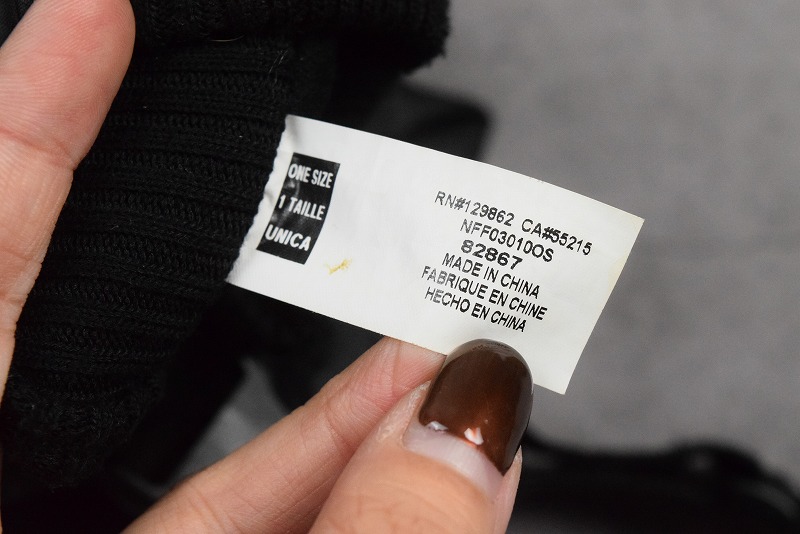 ONE SIZE
1 TAILLE
UNICA
RN#129862 CA#55215
NFF03010OS
82867
MADE IN CHINA
FABRIQUE EN CHINE
HECHO EN CHINA